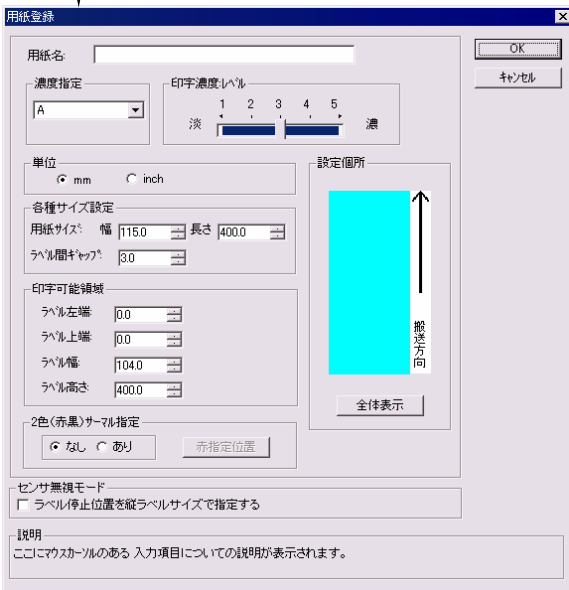 用紙登録
用紙名:
OK
キャンセル
濃度指定
A
印字濃度レベル
1 2 3 4 5
淡 濃
単位
mm inch
設定個所
各種サイズ設定
用紙サイズ: 幅 115.0 長さ 400.0
ラベル間ギャップ: 3.0
印字可能領域
ラベル左端: 0.0
ラベル上端: 0.0
ラベル幅: 104.0
ラベル高さ: 400.0
搬送方向
全体表示
2色(赤黒)サーマル指定
なし あり 赤指定位置
センサ無視モード
ラベル停止位置を縦ラベルサイズで指定する
説明
ここにマウスカーソルのある 入力項目についての説明が表示されます。